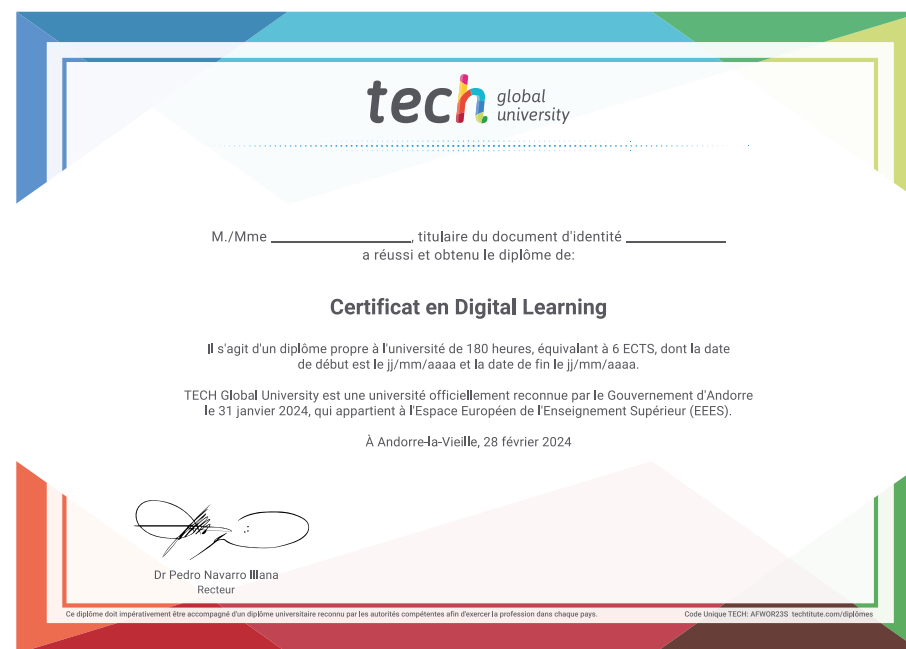 tech global university
M./Mme ____________________, titulaire du document d'identité ______________
a réussi et obtenu le diplôme de:
Certificat en Digital Learning
Il s'agit d'un diplôme propre à l'université de 180 heures, équivalant à 6 ECTS, dont la date
de début est le jj/mm/aaaa et la date de fin le jj/mm/aaaa.
TECH Global University est une université officiellement reconnue par le Gouvernement d'Andorre
le 31 janvier 2024, qui appartient à l'Espace Européen de l'Enseignement Supérieur (EEES).
À Andorre-la-Vieille, 28 février 2024
Dr Pedro Navarro Illana
Recteur
Ce diplôme doit impérativement être accompagné d'un diplôme universitaire reconnu par les autorités compétentes afin d'exercer la profession dans chaque pays.
Code Unique TECH: AFWOR23S techtitute.com/diplômes